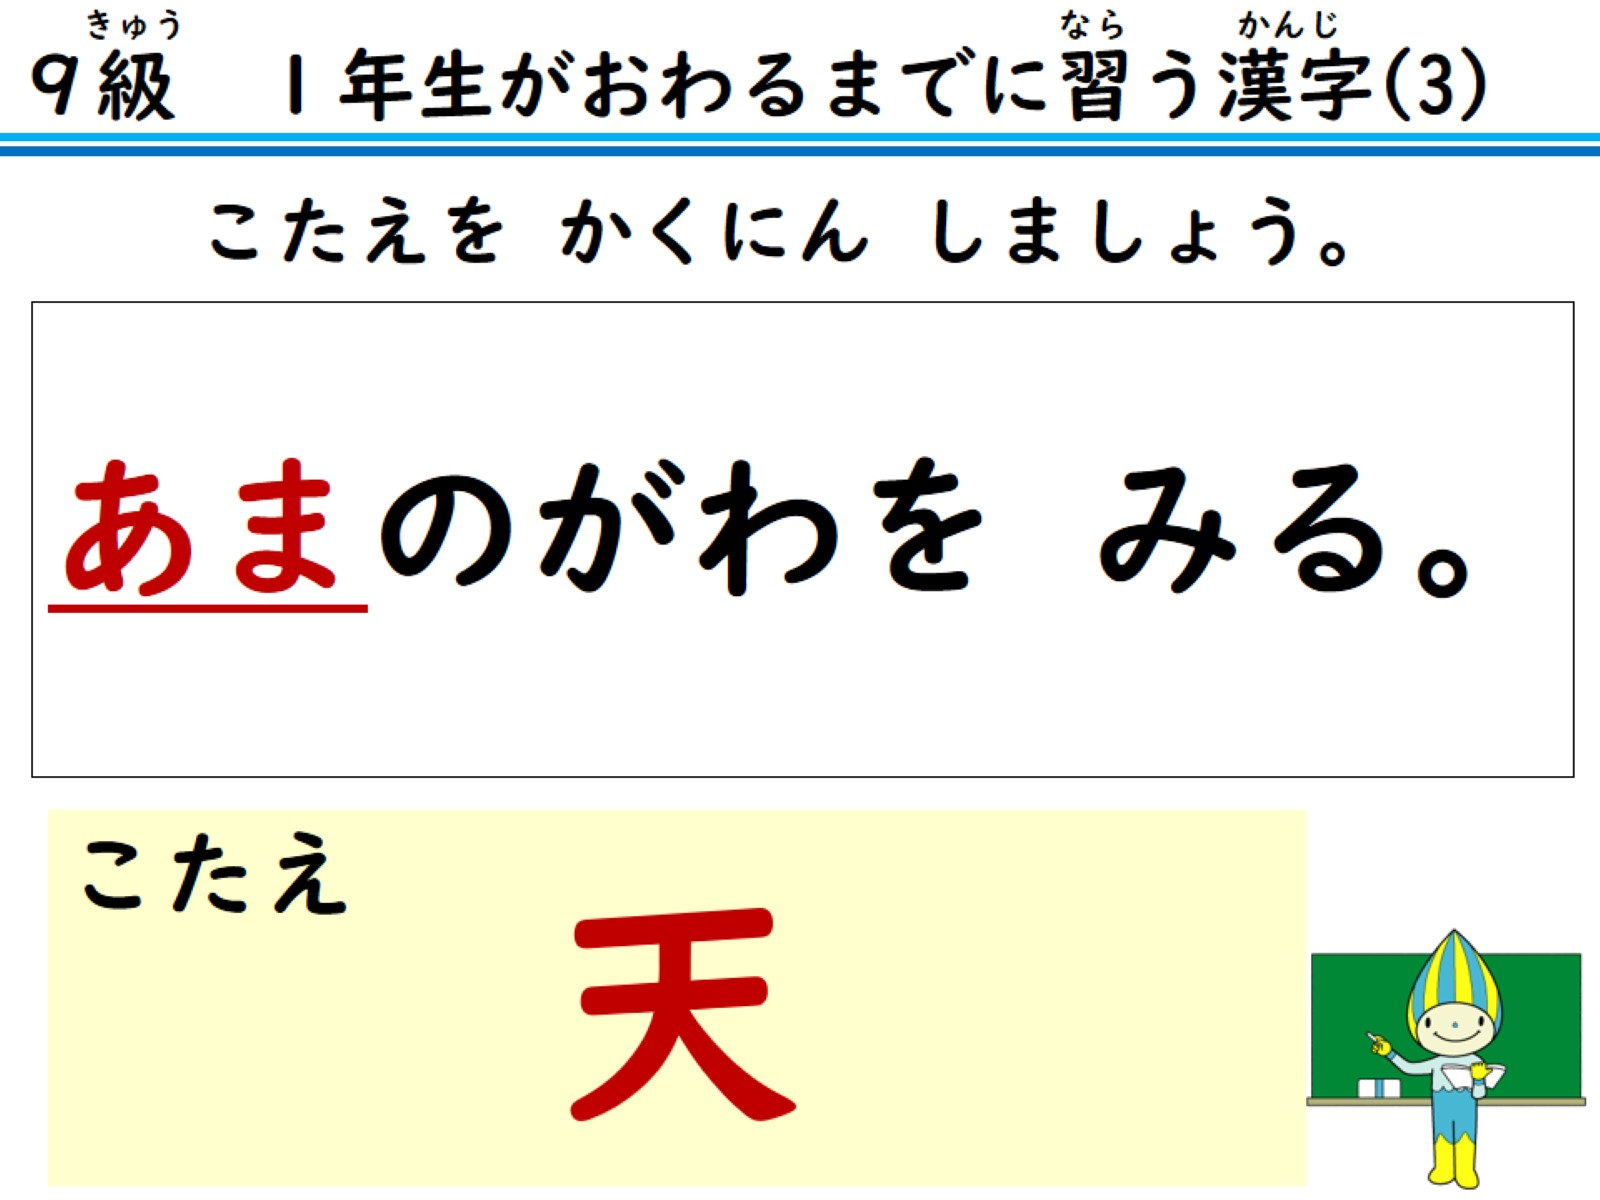 きゅう なら かんじ
9級 1年生がおわるまでに習う漢字(3)
こたえを かくにん しましょう。
あまのがわを みる。
こたえ
天